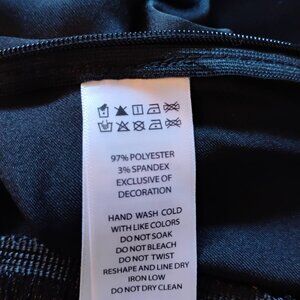 97% POLYESTER
3% SPANDEX
EXCLUSIVE OF
DECORATION
HAND WASH COLD
WITH LIKE COLORS
DO NOT SOAK
DO NOT BLEACH
DO NOT TWIST
RESHAPE AND LINE DRY
IRON LOW
DO NOT DRY CLEAN